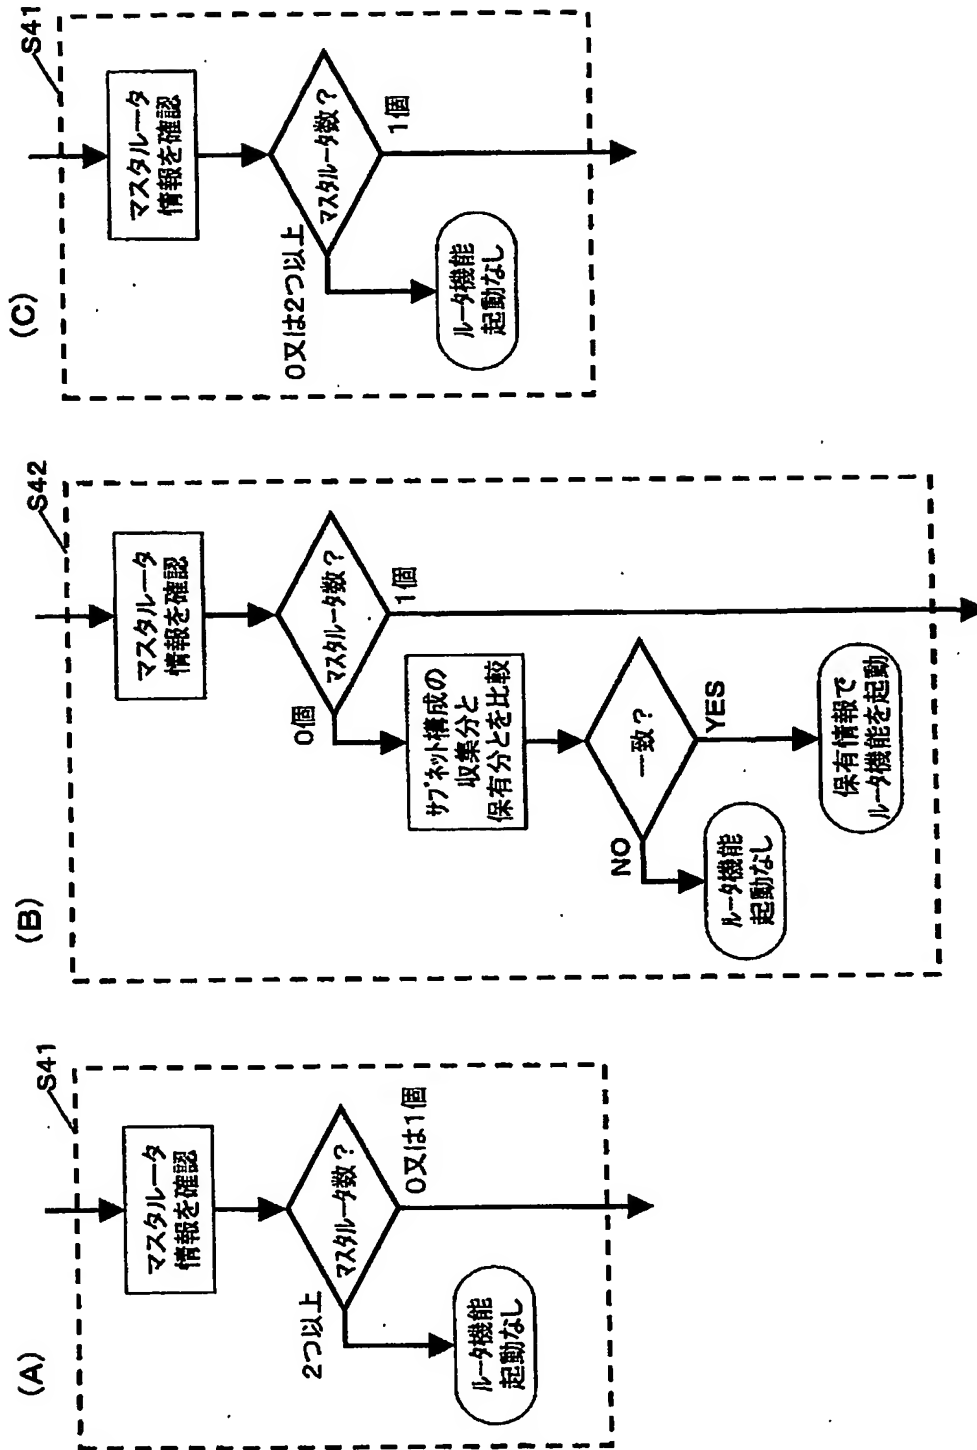 (A)
S41
マスタルータ
情報を確認
マスタルータ数?
2つ以上
0又は1個
ルータ機能
起動なし
(B)
S42
マスタルータ
情報を確認
マスタルータ数?
0個
1個
サブネット構成の
収集分と
保有分とを比較
一致?
NO
YES
ルータ機能
起動なし
保有情報で
ルータ機能を起動
(C)
S41
マスタルータ
情報を確認
マスタルータ数?
0又は2つ以上
1個
ルータ機能
起動なし